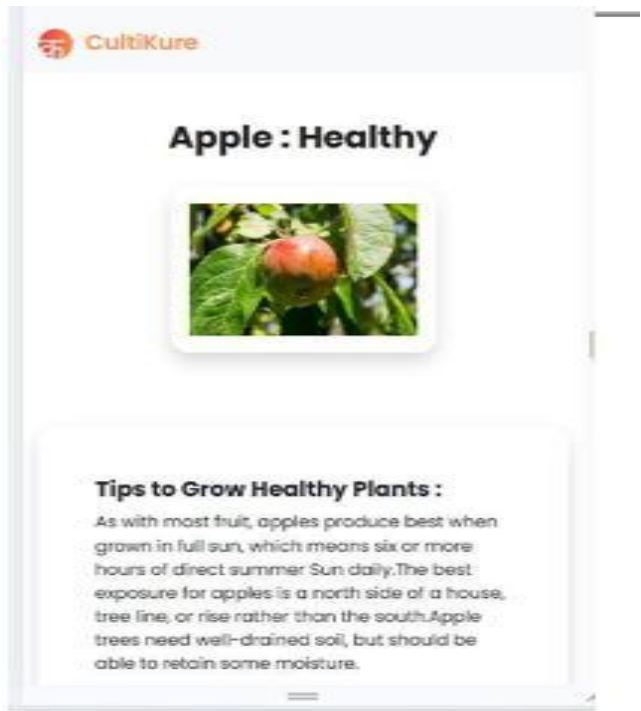 क CultiKure
Apple : Healthy
Tips to Grow Healthy Plants :
As with most fruit, apples produce best when
grown in full sun, which means six or more
hours of direct summer Sun daily.The best
exposure for apples is a north side of a house,
tree line, or rise rather than the south.Apple
trees need well-drained soil, but should be
able to retain some moisture.